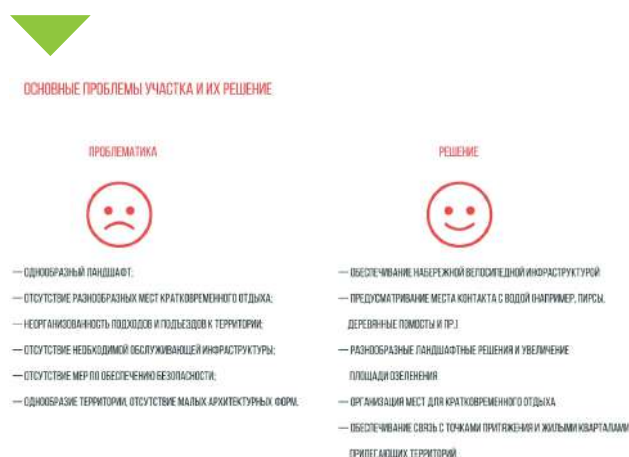 ОСНОВНЫЕ ПРОБЛЕМЫ УЧАСТКА И ИХ РЕШЕНИЕ
ПРОБЛЕМАТИКА
— ОДНООБРАЗНЫЙ ЛАНДШАФТ;
— ОТСУТСТВИЕ РАЗНООБРАЗНЫХ МЕСТ КРАТКОВРЕМЕННОГО ОТДЫХА;
— НЕОРГАНИЗОВАННОСТЬ ПОДХОДОВ И ПОДЪЕЗДОВ К ТЕРРИТОРИИ;
— ОТСУТСТВИЕ НЕОБХОДИМОЙ ОБСЛУЖИВАЮЩЕЙ ИНФРАСТРУКТУРЫ;
— ОТСУТСТВИЕ МЕР ПО ОБЕСПЕЧЕНИЮ БЕЗОПАСНОСТИ;
— ОДНООБРАЗИЕ ТЕРРИТОРИИ, ОТСУТСТВИЕ МАЛЫХ АРХИТЕКТУРНЫХ ФОРМ.
РЕШЕНИЕ
— ОБЕСПЕЧИВАНИЕ НАБЕРЕЖНОЙ ВЕЛОСИПЕДНОЙ ИНФРАСТРУКТУРОЙ
— ПРЕДУСМАТРИВАНИЕ МЕСТА КОНТАКТА С ВОДОЙ (НАПРИМЕР, ПИРСЫ,
ДЕРЕВЯННЫЕ ПОМОСТЫ И ПР.)
— РАЗНООБРАЗНЫЕ ЛАНДШАФТНЫЕ РЕШЕНИЯ И УВЕЛИЧЕНИЕ
ПЛОЩАДИ ОЗЕЛЕНЕНИЯ
— ОРГАНИЗАЦИЯ МЕСТ ДЛЯ КРАТКОВРЕМЕННОГО ОТДЫХА
— ОБЕСПЕЧИВАНИЕ СВЯЗЬ С ТОЧКАМИ ПРИТЯЖЕНИЯ И ЖИЛЫМИ КВАРТАЛАМИ
ПРИЛЕГАЮЩИХ ТЕРРИТОРИЙ